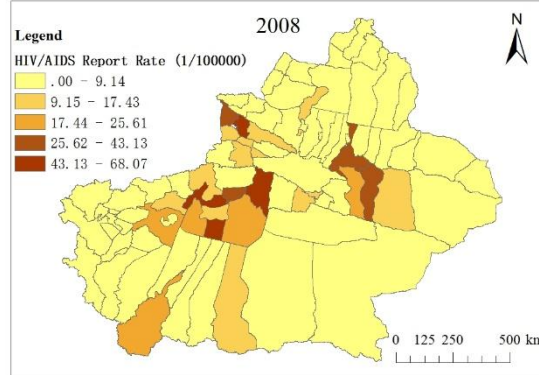 2008
N
Legend
HIV/AIDS Report Rate (1/100000)
.00 - 9.14
9.15 - 17.43
17.44 - 25.61
25.62 - 43.13
43.13 - 68.07
0 125 250 500 km